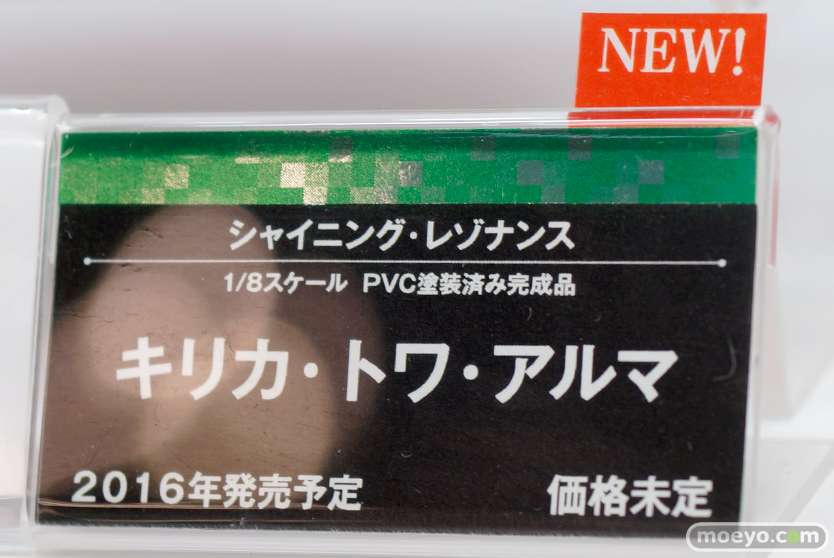 NEW!
シャイニング・レゾナンス
1/8スケール PVC塗装済み完成品
キリカ・トワ・アルマ
2016年発売予定 価格未定
moeyo.com